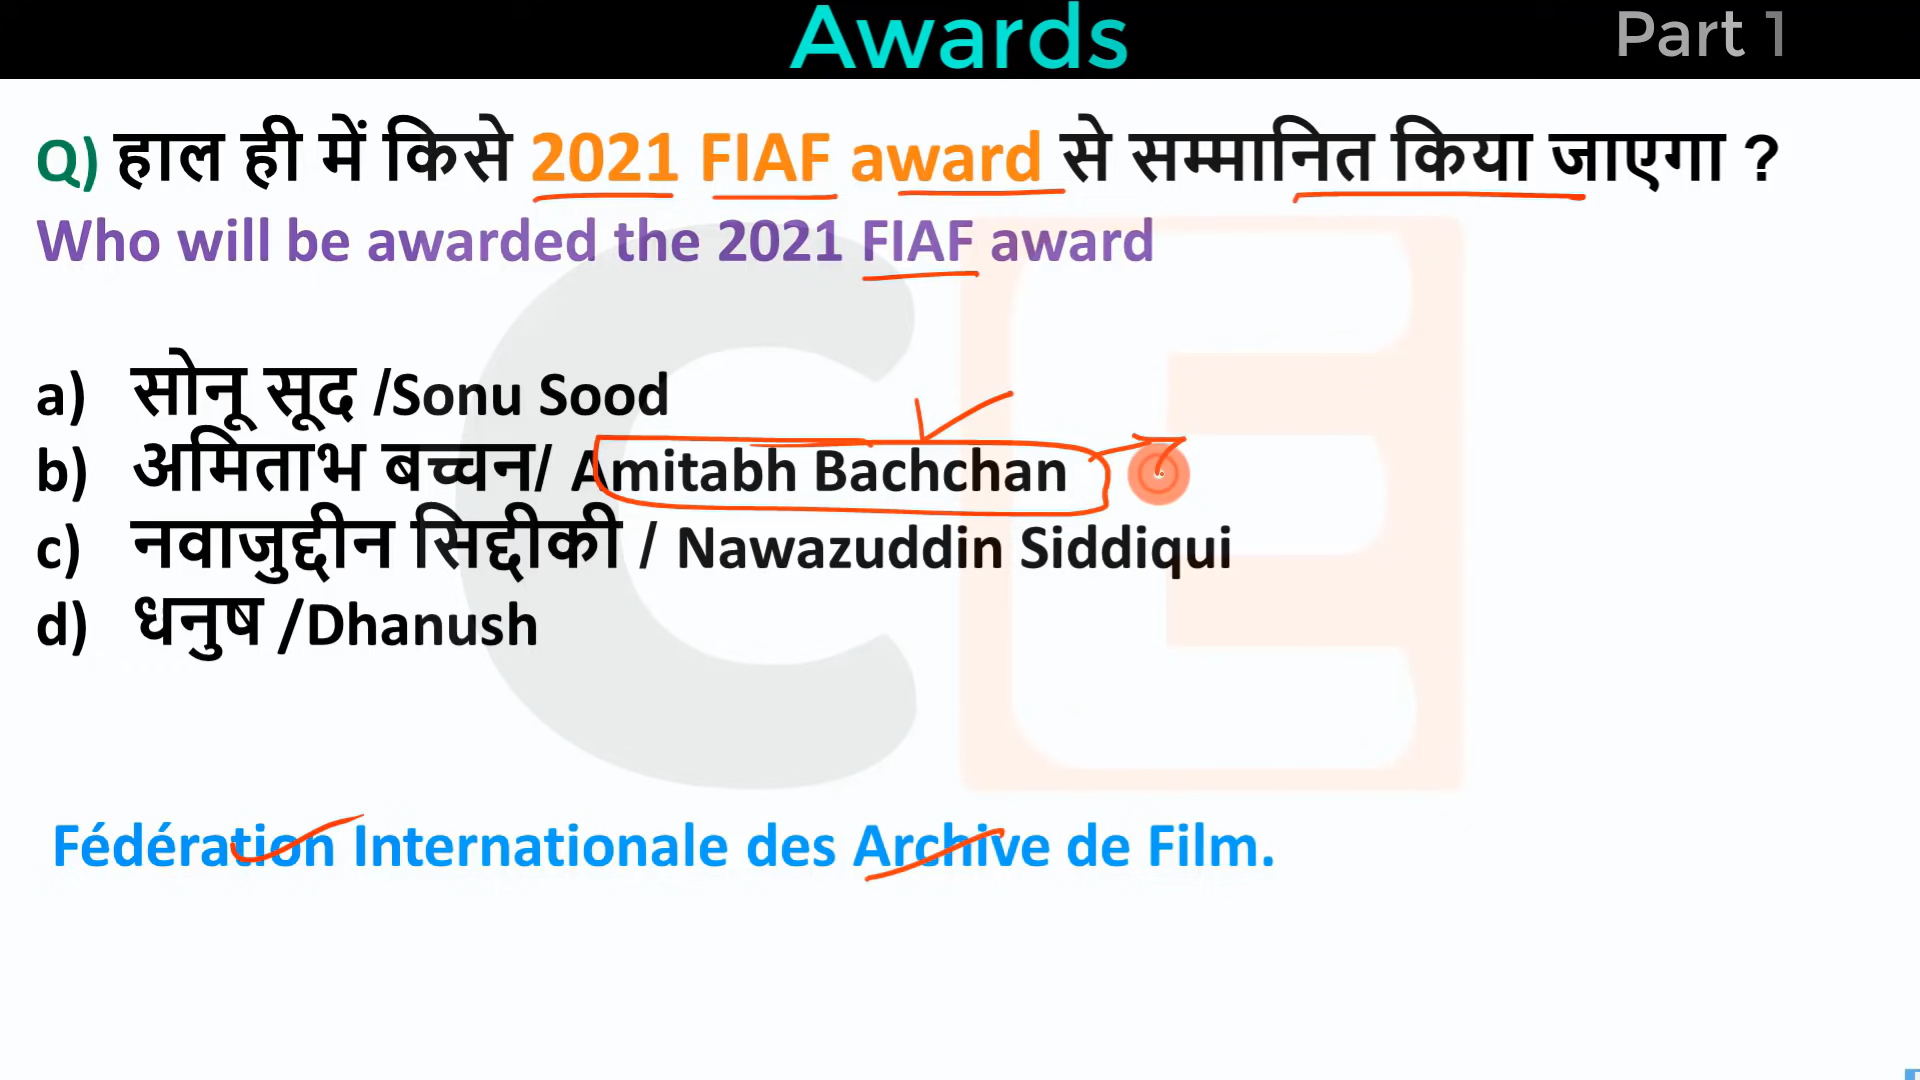 Awards
Part 1
Q) हाल ही में किसे 2021 FIAF award से सम्मानित किया जाएगा ?
Who will be awarded the 2021 FIAF award
a) सोनू सूद /Sonu Sood
b) अमिताभ बच्चन/ Amitabh Bachchan
c) नवाजुद्दीन सिद्दीकी / Nawazuddin Siddiqui
d) धनुष /Dhanush
Fédération Internationale des Archive de Film.